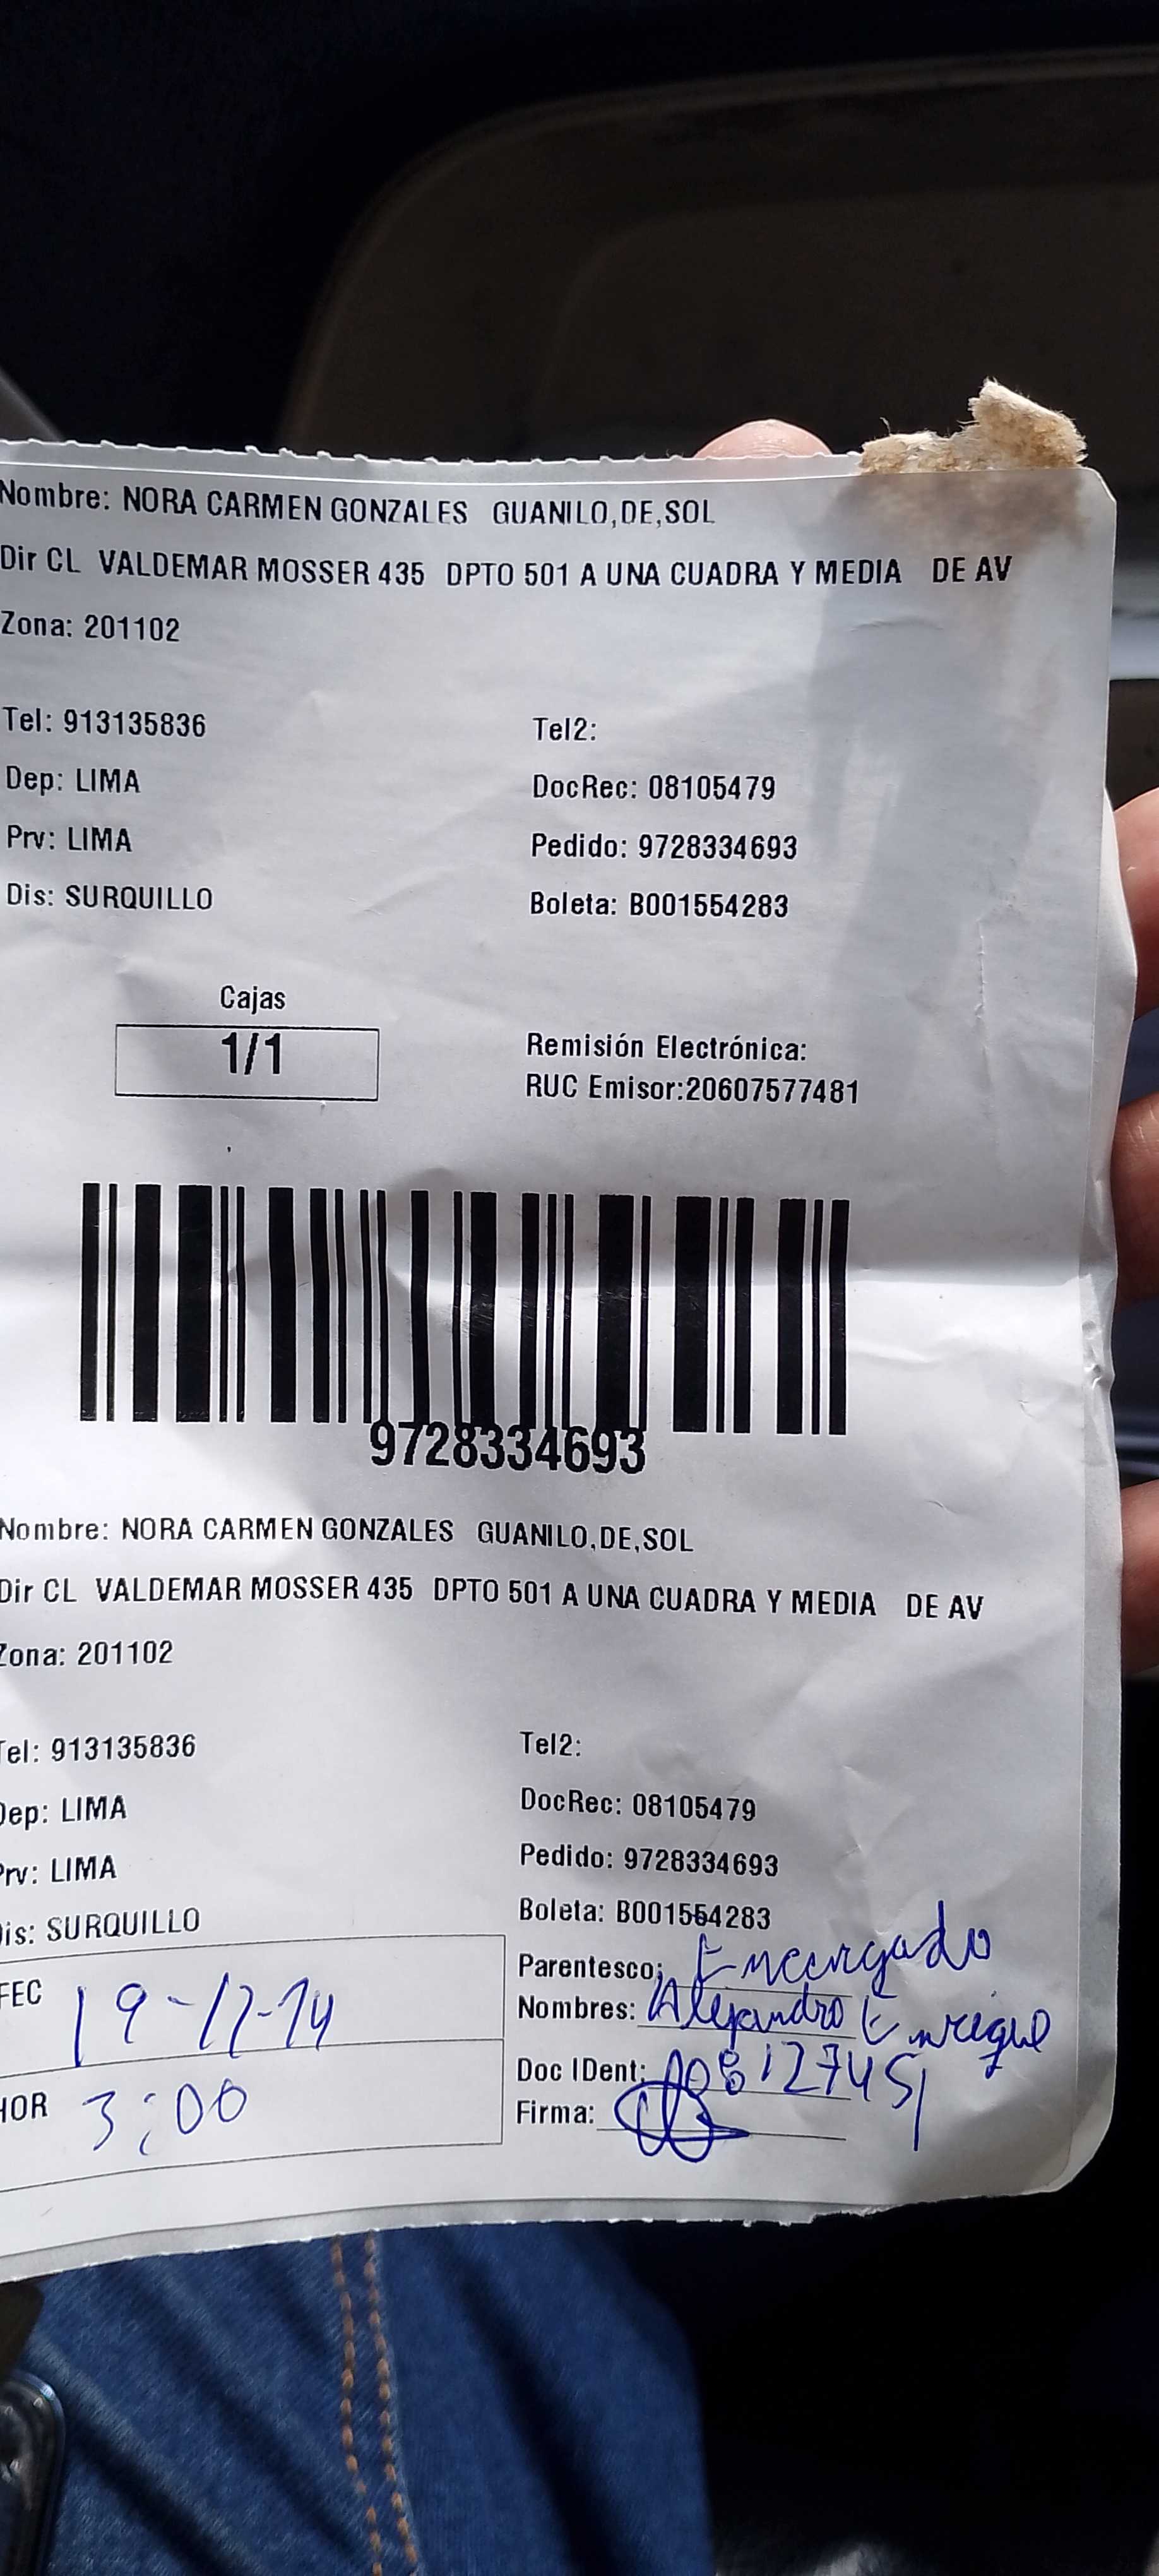 Nombre: NORA CARMEN GONZALES GUANILO,DE,SOL
Dir CL VALDEMAR MOSSER 435 DPTO 501 A UNA CUADRA Y MEDIA DE AV
Zona: 201102
Tel: 913135836 Tel2:
Dep: LIMA DocRec: 08105479
Prv: LIMA Pedido: 9728334693
Dis: SURQUILLO Boleta: B001554283
Cajas
1/1
Remisión Electrónica:
RUC Emisor:20607577481
9728334693
Nombre: NORA CARMEN GONZALES GUANILO,DE,SOL
Dir CL VALDEMAR MOSSER 435 DPTO 501 A UNA CUADRA Y MEDIA DE AV
Zona: 201102
Tel: 913135836 Tel2:
Dep: LIMA DocRec: 08105479
Prv: LIMA Pedido: 9728334693
Dis: SURQUILLO Boleta: B001554283
FEC
Parentesco: Encargado
Nombres: Alejandro Enrique
HOR 3:00
Doc IDent:
Firma: